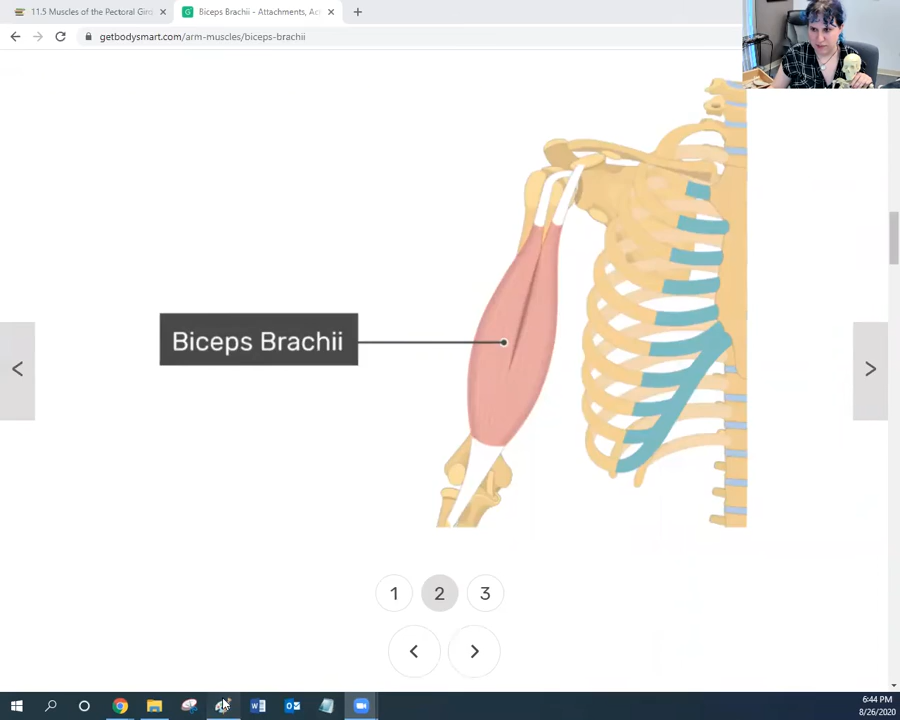 11.5 Muscles of the Pectoral Gird
Biceps Brachii - Attachments, Ac
getbodysmart.com/arm-muscles/biceps-brachii
Biceps Brachii
1 2 3
6:44 PM
8/26/2020